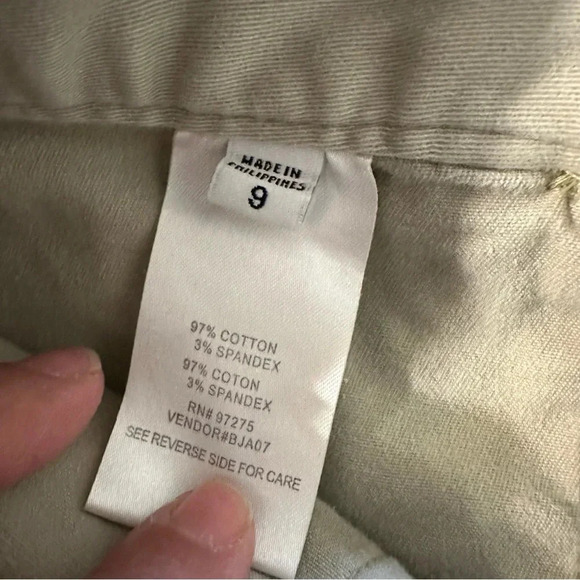 MADE IN
PHILIPPINES
9
97% COTTON
3% SPANDEX
97% COTON
3% SPANDEX
RN# 97275
VENDOR#BJA07
SEE REVERSE SIDE FOR CARE